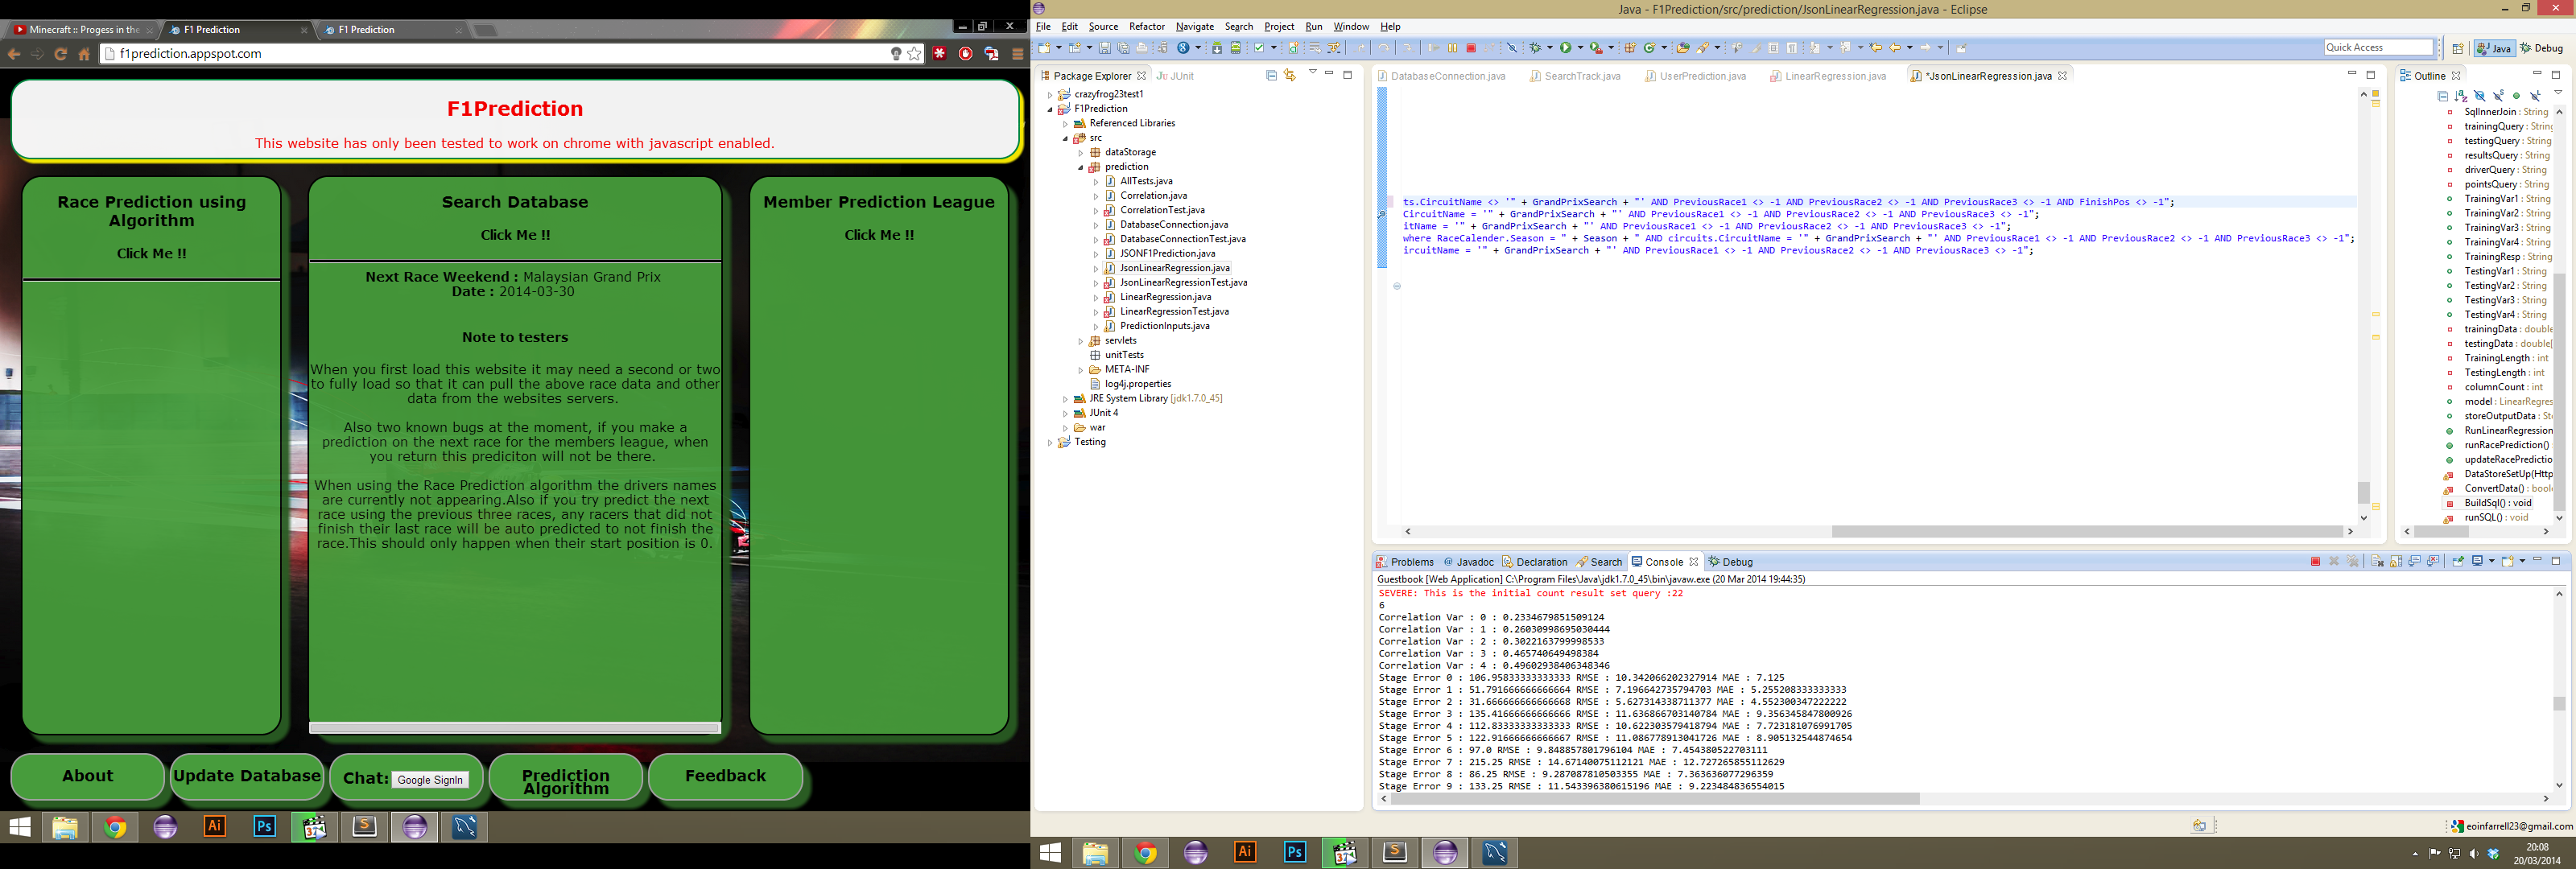 Minecraft :: Progess in the
F1 Prediction
F1 Prediction
f1prediction.appspot.com
F1Prediction
This website has only been tested to work on chrome with javascript enabled.
Race Prediction using
Algorithm
Click Me !!
Search Database
Click Me !!
Next Race Weekend : Malaysian Grand Prix
Date : 2014-03-30
Note to testers
When you first load this website it may need a second or two
to fully load so that it can pull the above race data and other
data from the websites servers.
Also two known bugs at the moment, if you make a
prediction on the next race for the members league, when
you return this prediciton will not be there.
When using the Race Prediction algorithm the drivers names
are currently not appearing.Also if you try predict the next
race using the previous three races, any racers that did not
finish their last race will be auto predicted to not finish the
race.This should only happen when their start position is 0.
Member Prediction League
Click Me !!
About
Update Database
Chat: Google SignIn
Prediction
Algorithm
Feedback
Ai
Ps
Java - F1Prediction/src/prediction/JsonLinearRegression.java - Eclipse
File Edit Source Refactor Navigate Search Project Run Window Help
Quick Access
Java
Debug
Package Explorer
JUnit
crazyfrog23test1
F1Prediction
Referenced Libraries
src
dataStorage
prediction
AllTests.java
Correlation.java
CorrelationTest.java
DatabaseConnection.java
DatabaseConnectionTest.java
JSONF1Prediction.java
JsonLinearRegression.java
JsonLinearRegressionTest.java
LinearRegression.java
LinearRegressionTest.java
PredictionInputs.java
servlets
unitTests
META-INF
log4j.properties
JRE System Library [jdk1.7.0_45]
JUnit 4
war
Testing
DatabaseConnection.java
SearchTrack.java
UserPrediction.java
LinearRegression.java
*JsonLinearRegression.java
ts.CircuitName <> '" + GrandPrixSearch + "' AND PreviousRace1 <> -1 AND PreviousRace2 <> -1 AND PreviousRace3 <> -1 AND FinishPos <> -1";
CircuitName = '" + GrandPrixSearch + "' AND PreviousRace1 <> -1 AND PreviousRace2 <> -1 AND PreviousRace3 <> -1";
itName = '" + GrandPrixSearch + "' AND PreviousRace1 <> -1 AND PreviousRace2 <> -1 AND PreviousRace3 <> -1";
where RaceCalender.Season = " + Season + " AND circuits.CircuitName = '" + GrandPrixSearch + "' AND PreviousRace1 <> -1 AND PreviousRace2 <> -1 AND PreviousRace3 <> -1";
ircuitName = '" + GrandPrixSearch + "' AND PreviousRace1 <> -1 AND PreviousRace2 <> -1 AND PreviousRace3 <> -1";
Outline
SqlInnerJoin : String
trainingQuery : String
testingQuery : String
resultsQuery : String
driverQuery : String
pointsQuery : String
TrainingVar1 : String
TrainingVar2 : String
TrainingVar3 : String
TrainingVar4 : String
TrainingResp : String
TestingVar1 : String
TestingVar2 : String
TestingVar3 : String
TestingVar4 : String
trainingData : double
testingData : double[
TrainingLength : int
TestingLength : int
columnCount : int
model : LinearRegres
storeOutputData : St
RunLinearRegression
runRacePrediction()
updateRacePredictio
DataStoreSetUp(Http
ConvertData() : boole
BuildSql() : void
runSQL() : void
Problems
Javadoc
Declaration
Search
Console
Debug
Guestbook [Web Application] C:\Program Files\Java\jdk1.7.0_45\bin\javaw.exe (20 Mar 2014 19:44:35)
SEVERE: This is the initial count result set query :22
6
Correlation Var : 0 : 0.2334679851509124
Correlation Var : 1 : 0.26030998695030444
Correlation Var : 2 : 0.3022163799998533
Correlation Var : 3 : 0.465740649498384
Correlation Var : 4 : 0.49602938406348346
Stage Error 0 : 106.95833333333333 RMSE : 10.342066202327914 MAE : 7.125
Stage Error 1 : 51.791666666666664 RMSE : 7.196642735794703 MAE : 5.255208333333333
Stage Error 2 : 31.666666666666668 RMSE : 5.627314338711377 MAE : 4.552300347222222
Stage Error 3 : 135.41666666666666 RMSE : 11.636866703140784 MAE : 9.356345847800926
Stage Error 4 : 112.83333333333333 RMSE : 10.622303579418794 MAE : 7.723181076991705
Stage Error 5 : 122.91666666666667 RMSE : 11.086778913041726 MAE : 8.905132544874654
Stage Error 6 : 97.0 RMSE : 9.848857801796104 MAE : 7.454380522703111
Stage Error 7 : 215.25 RMSE : 14.67140075112121 MAE : 12.727265855112629
Stage Error 8 : 86.25 RMSE : 9.287087810503355 MAE : 7.363636077296359
Stage Error 9 : 133.25 RMSE : 11.543396380615196 MAE : 9.223484836554015
eoinfarrell23@gmail.com
Ai
Ps
20:08
20/03/2014